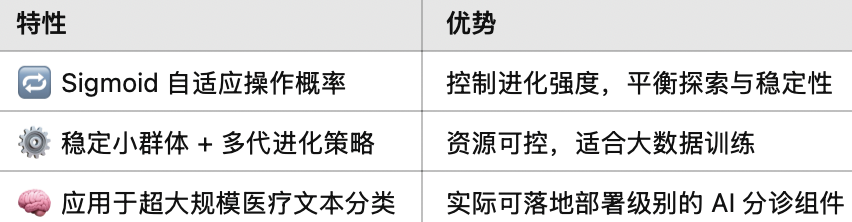 特性 优势
🔁 Sigmoid 自适应操作概率 控制进化强度，平衡探索与稳定性
⚙️ 稳定小群体 + 多代进化策略 资源可控，适合大数据训练
🧠 应用于超大规模医疗文本分类 实际可落地部署级别的 AI 分诊组件